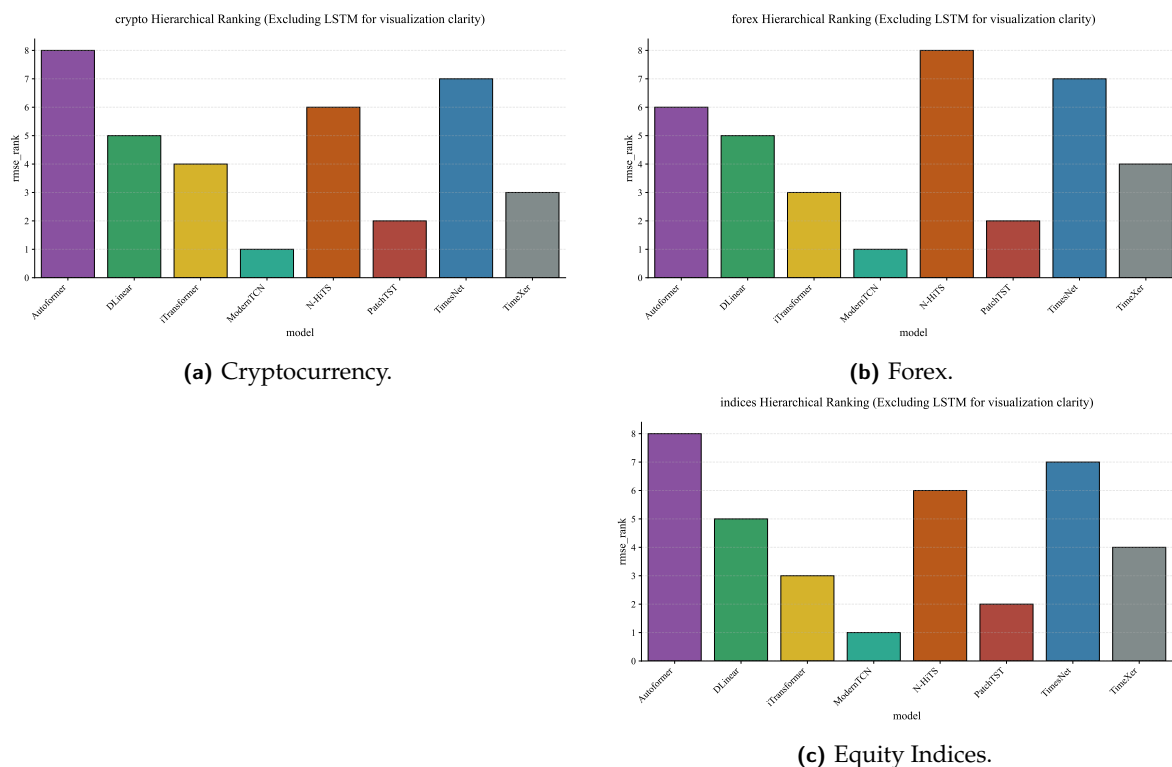 crypto Hierarchical Ranking (Excluding LSTM for visualization clarity)
8
7
6
5
4
3
2
1
0
rmse_rank
Autoformer
DLinear
iTransformer
ModernTCN
N-HiTS
PatchTST
TimesNet
TimeXer
model
(a) Cryptocurrency.
forex Hierarchical Ranking (Excluding LSTM for visualization clarity)
8
7
6
5
4
3
2
1
0
rmse_rank
Autoformer
DLinear
iTransformer
ModernTCN
N-HiTS
PatchTST
TimesNet
TimeXer
model
(b) Forex.
indices Hierarchical Ranking (Excluding LSTM for visualization clarity)
8
7
6
5
4
3
2
1
0
rmse_rank
Autoformer
DLinear
iTransformer
ModernTCN
N-HiTS
PatchTST
TimesNet
TimeXer
model
(c) Equity Indices.